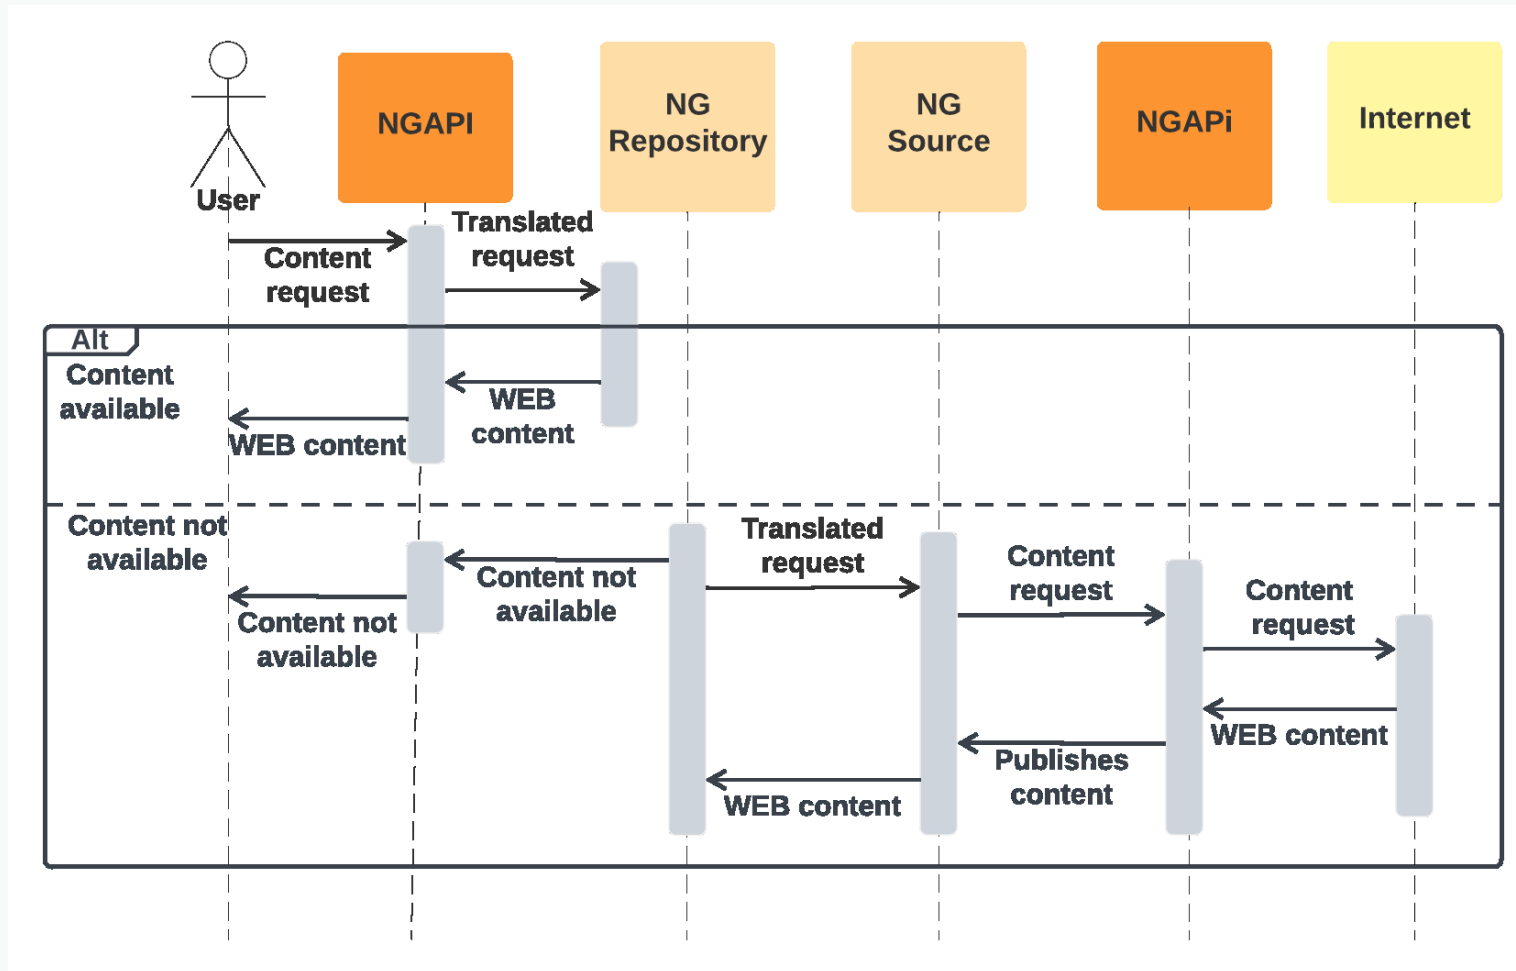 User
NGAPI
NG
Repository
NG
Source
NGAPi
Internet
Content
request
Translated
request
Alt
Content
available
WEB
content
WEB content
Content not
available
Content not
available
Content not
available
Translated
request
Content
request
Content
request
WEB content
Publishes
content
WEB content